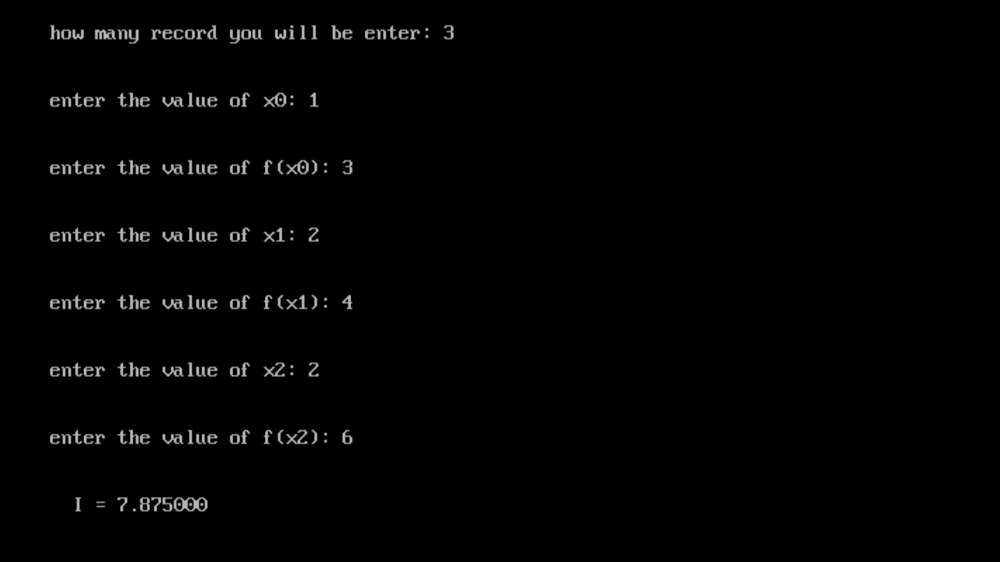 how many record you will be enter: 3
enter the value of x0: 1
enter the value of f(x0): 3
enter the value of x1: 2
enter the value of f(x1): 4
enter the value of x2: 2
enter the value of f(x2): 6
I = 7.875000